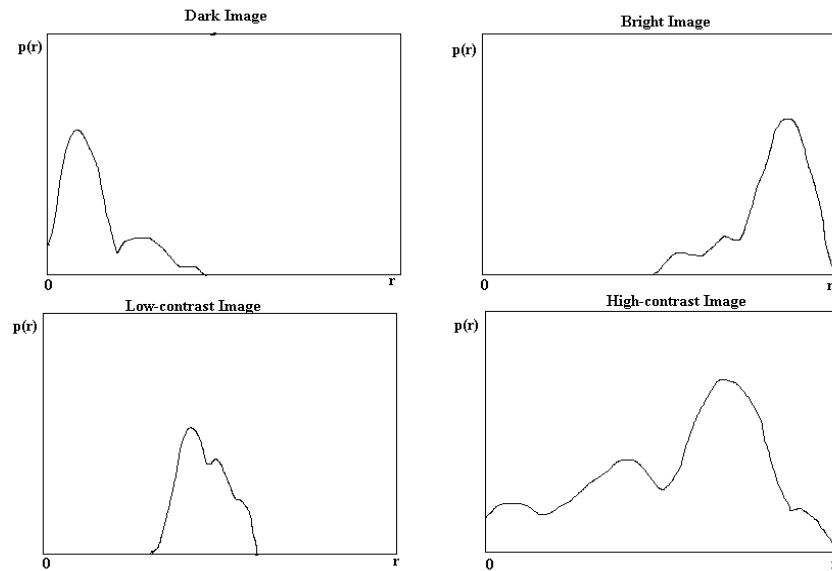 Dark Image
p(r)
0
r
Bright Image
p(r)
0
r
Low-contrast Image
p(r)
0
r
High-contrast Image
p(r)
0